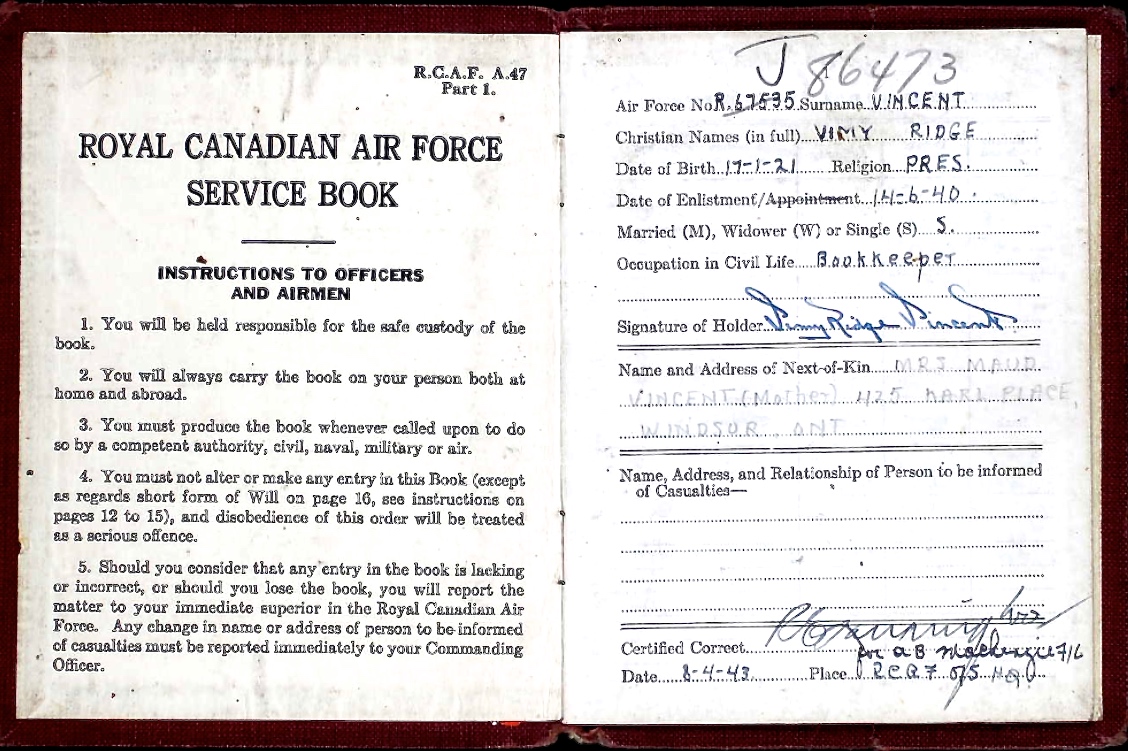 R.C.A.F. A.47
Part 1.
ROYAL CANADIAN AIR FORCE
SERVICE BOOK
INSTRUCTIONS TO OFFICERS
AND AIRMEN
1. You will be held responsible for the safe custody of the
book.
2. You will always carry the book on your person both at
home and abroad.
3. You must produce the book whenever called upon to do
so by a competent authority, civil, naval, military or air.
4. You must not alter or make any entry in this Book (except
as regards short form of Will on page 16, see instructions on
pages 12 to 15), and disobedience of this order will be treated
as a serious offence.
5. Should you consider that any entry in the book is lacking
or incorrect, or should you lose the book, you will report the
matter to your immediate superior in the Royal Canadian Air
Force. Any change in name or address of person to be informed
of casualties must be reported immediately to your Commanding
Officer.
J 86473
Air Force No R.67535 Surname VINCENT
Christian Names (in full) VIMY RIDGE
Date of Birth 17-1-21 Religion PRES.
Date of Enlistment/Appointment 14-6-40.
Married (M), Widower (W) or Single (S) S.
Occupation in Civil Life Bookkeeper
Signature of Holder Vimy Ridge Vincent
Name and Address of Next-of-Kin MRS MAUD
VINCENT (Mother) 425 PLACE,
WINDSOR, ONT
Name, Address, and Relationship of Person to be informed
of Casualties—
Certified Correct
for A B Mackenzie F/L
Date 8-4-43 Place RCAF O/S HQ